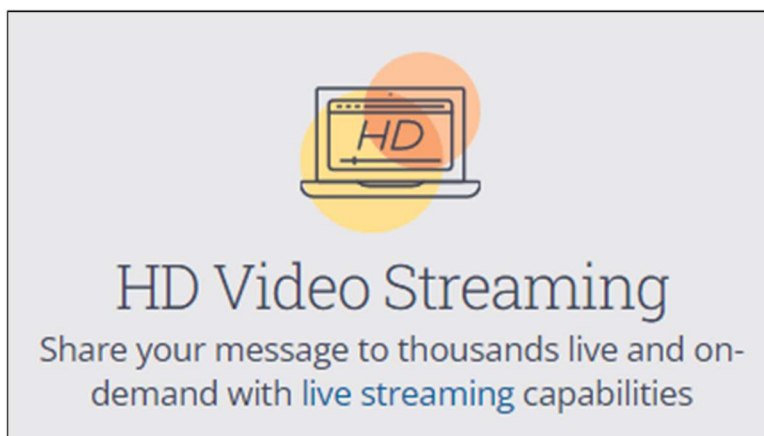 HD
HD Video Streaming
Share your message to thousands live and on-
demand with live streaming capabilities